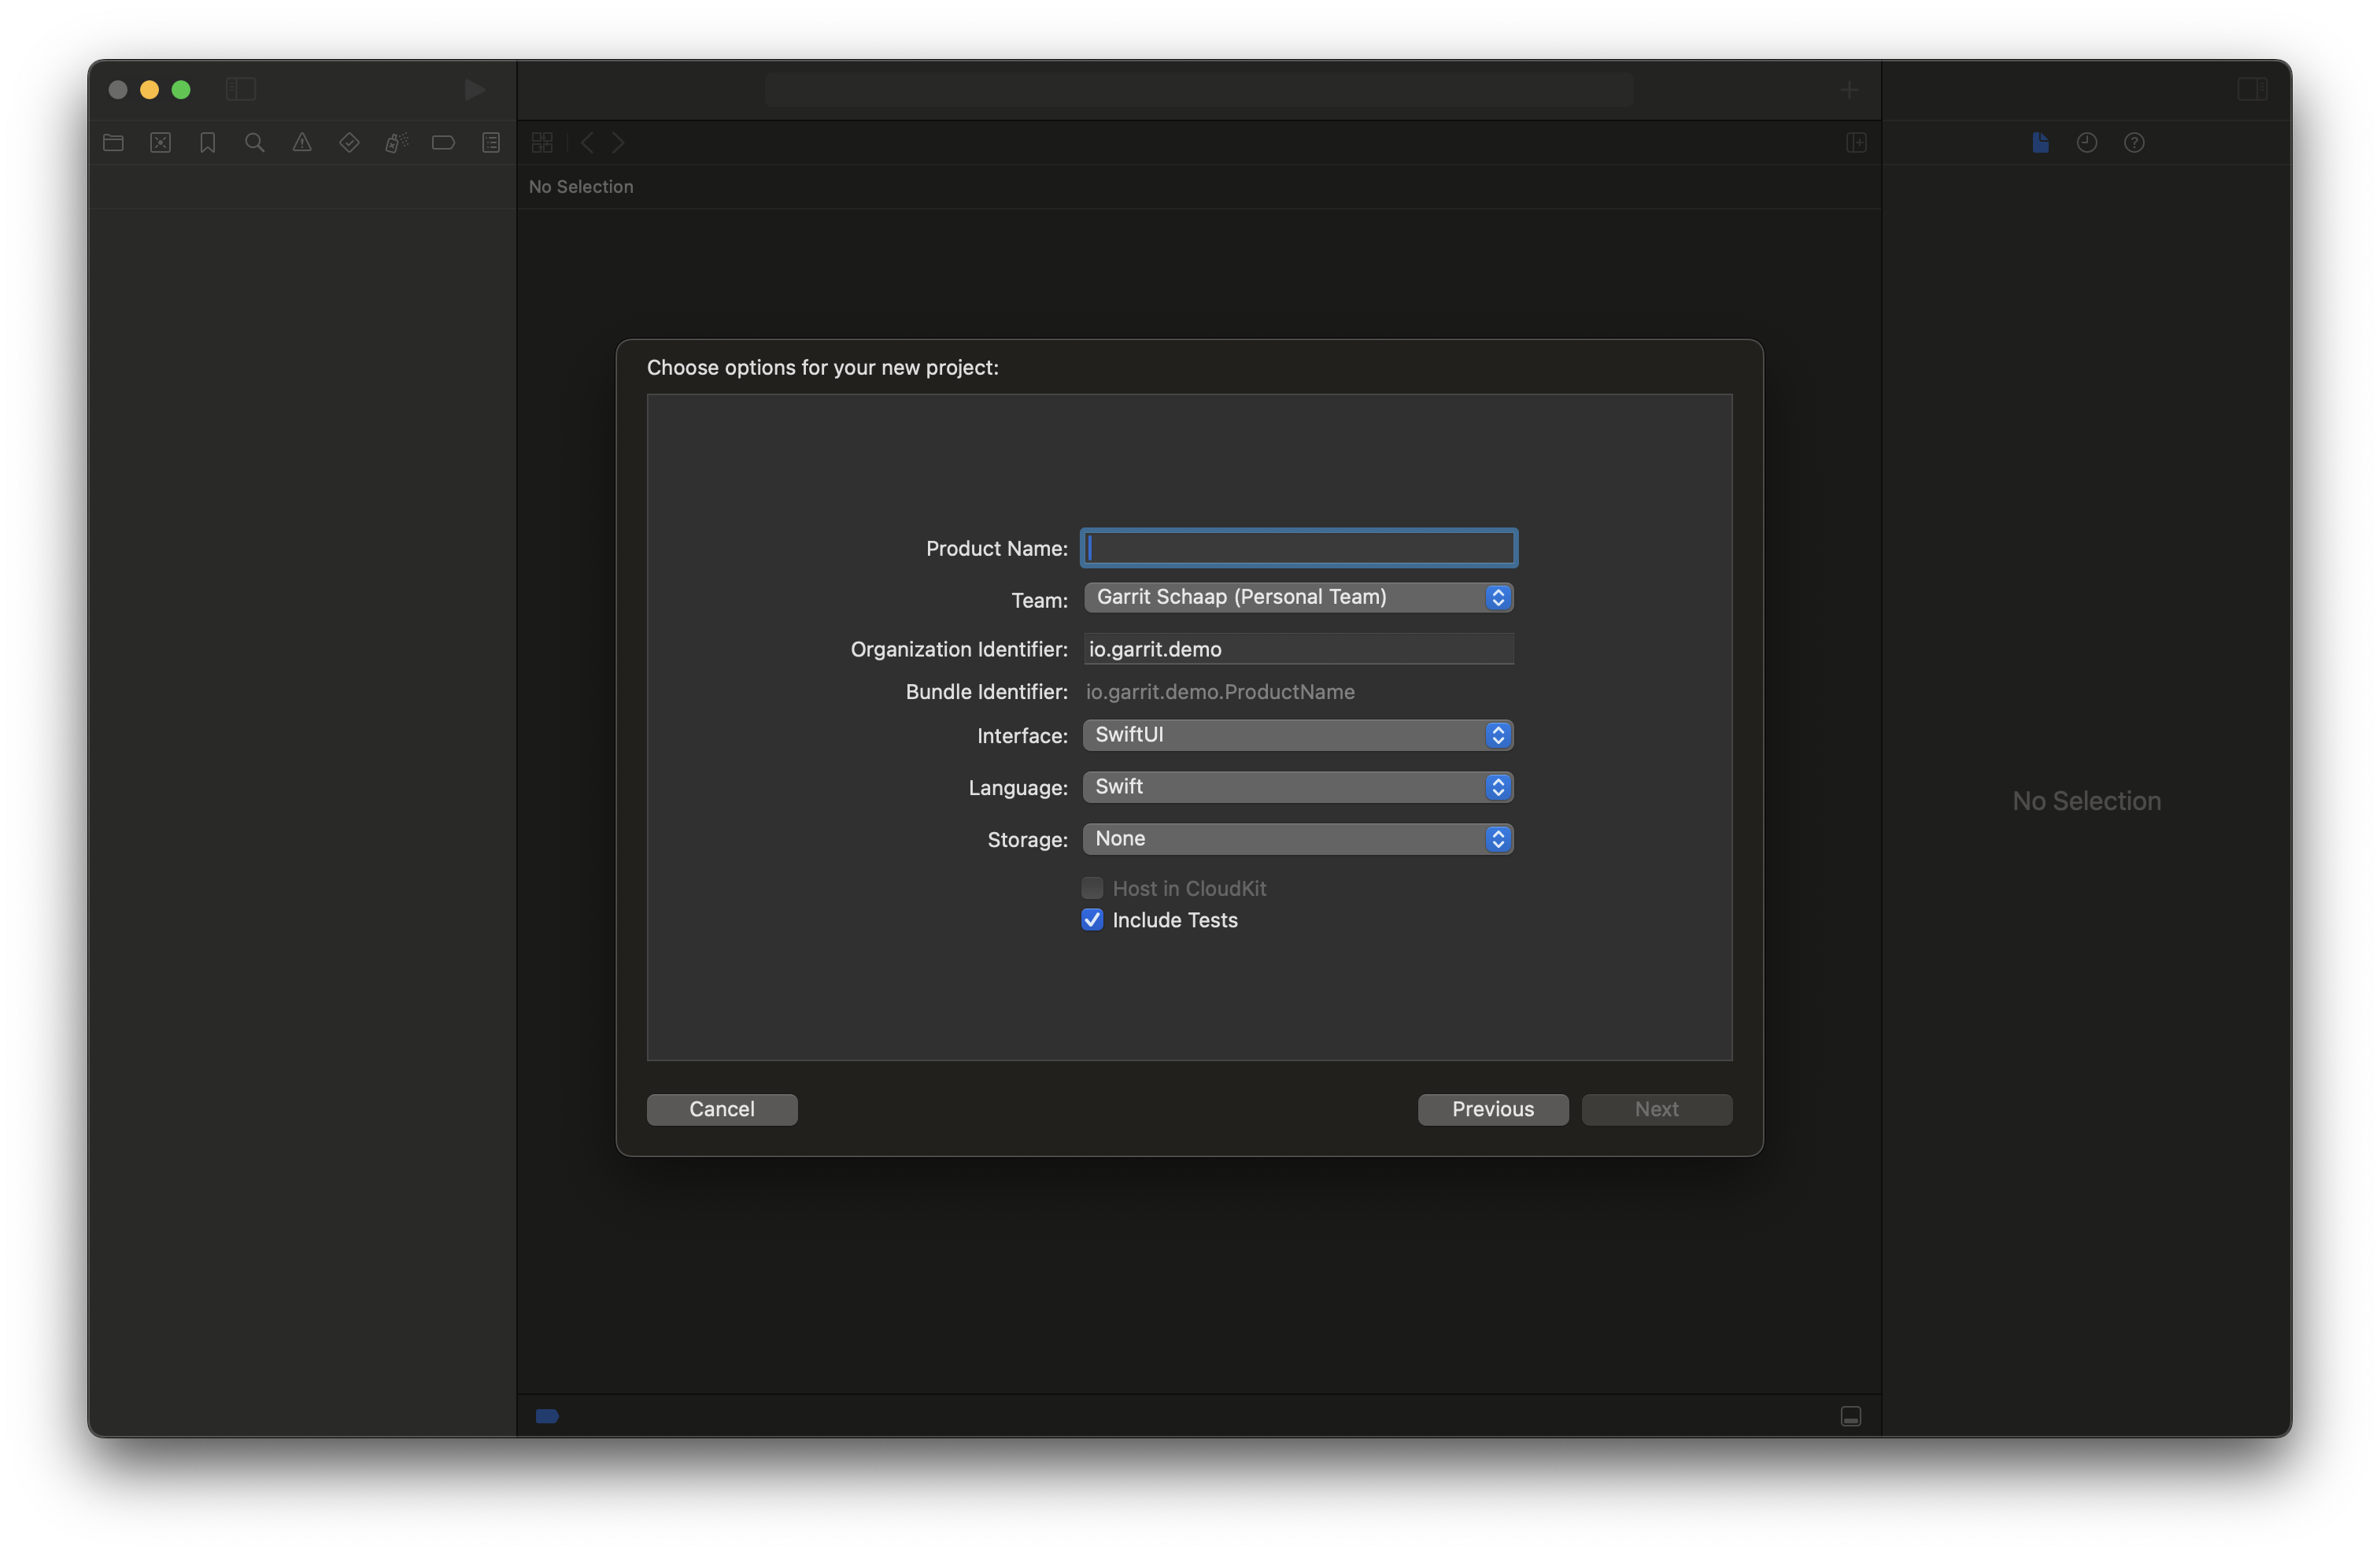 No Selection
Choose options for your new project:
Product Name:
Team: Garrit Schaap (Personal Team)
Organization Identifier: io.garrit.demo
Bundle Identifier: io.garrit.demo.ProductName
Interface: SwiftUI
Language: Swift
Storage: None
Host in CloudKit
Include Tests
Cancel Previous Next
No Selection